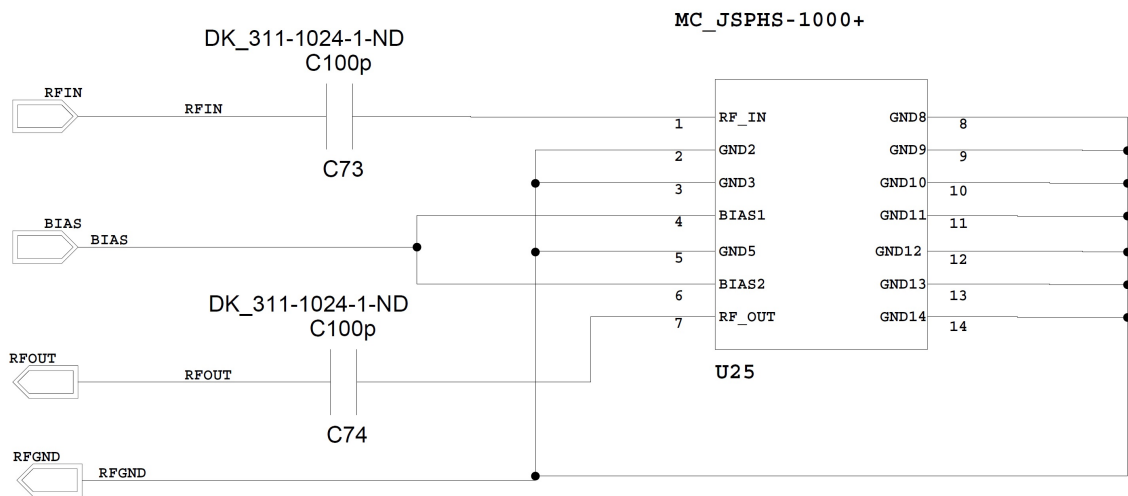 MC_JSPHS-1000+
DK_311-1024-1-ND
C100p
RFIN
RFIN
C73
1 RF_IN GND8 8
2 GND2 GND9 9
3 GND3 GND10 10
4 BIAS1 GND11 11
5 GND5 GND12 12
6 BIAS2 GND13 13
7 RF_OUT GND14 14
BIAS
BIAS
DK_311-1024-1-ND
C100p
U25
RFOUT
RFOUT
C74
RFGND
RFGND